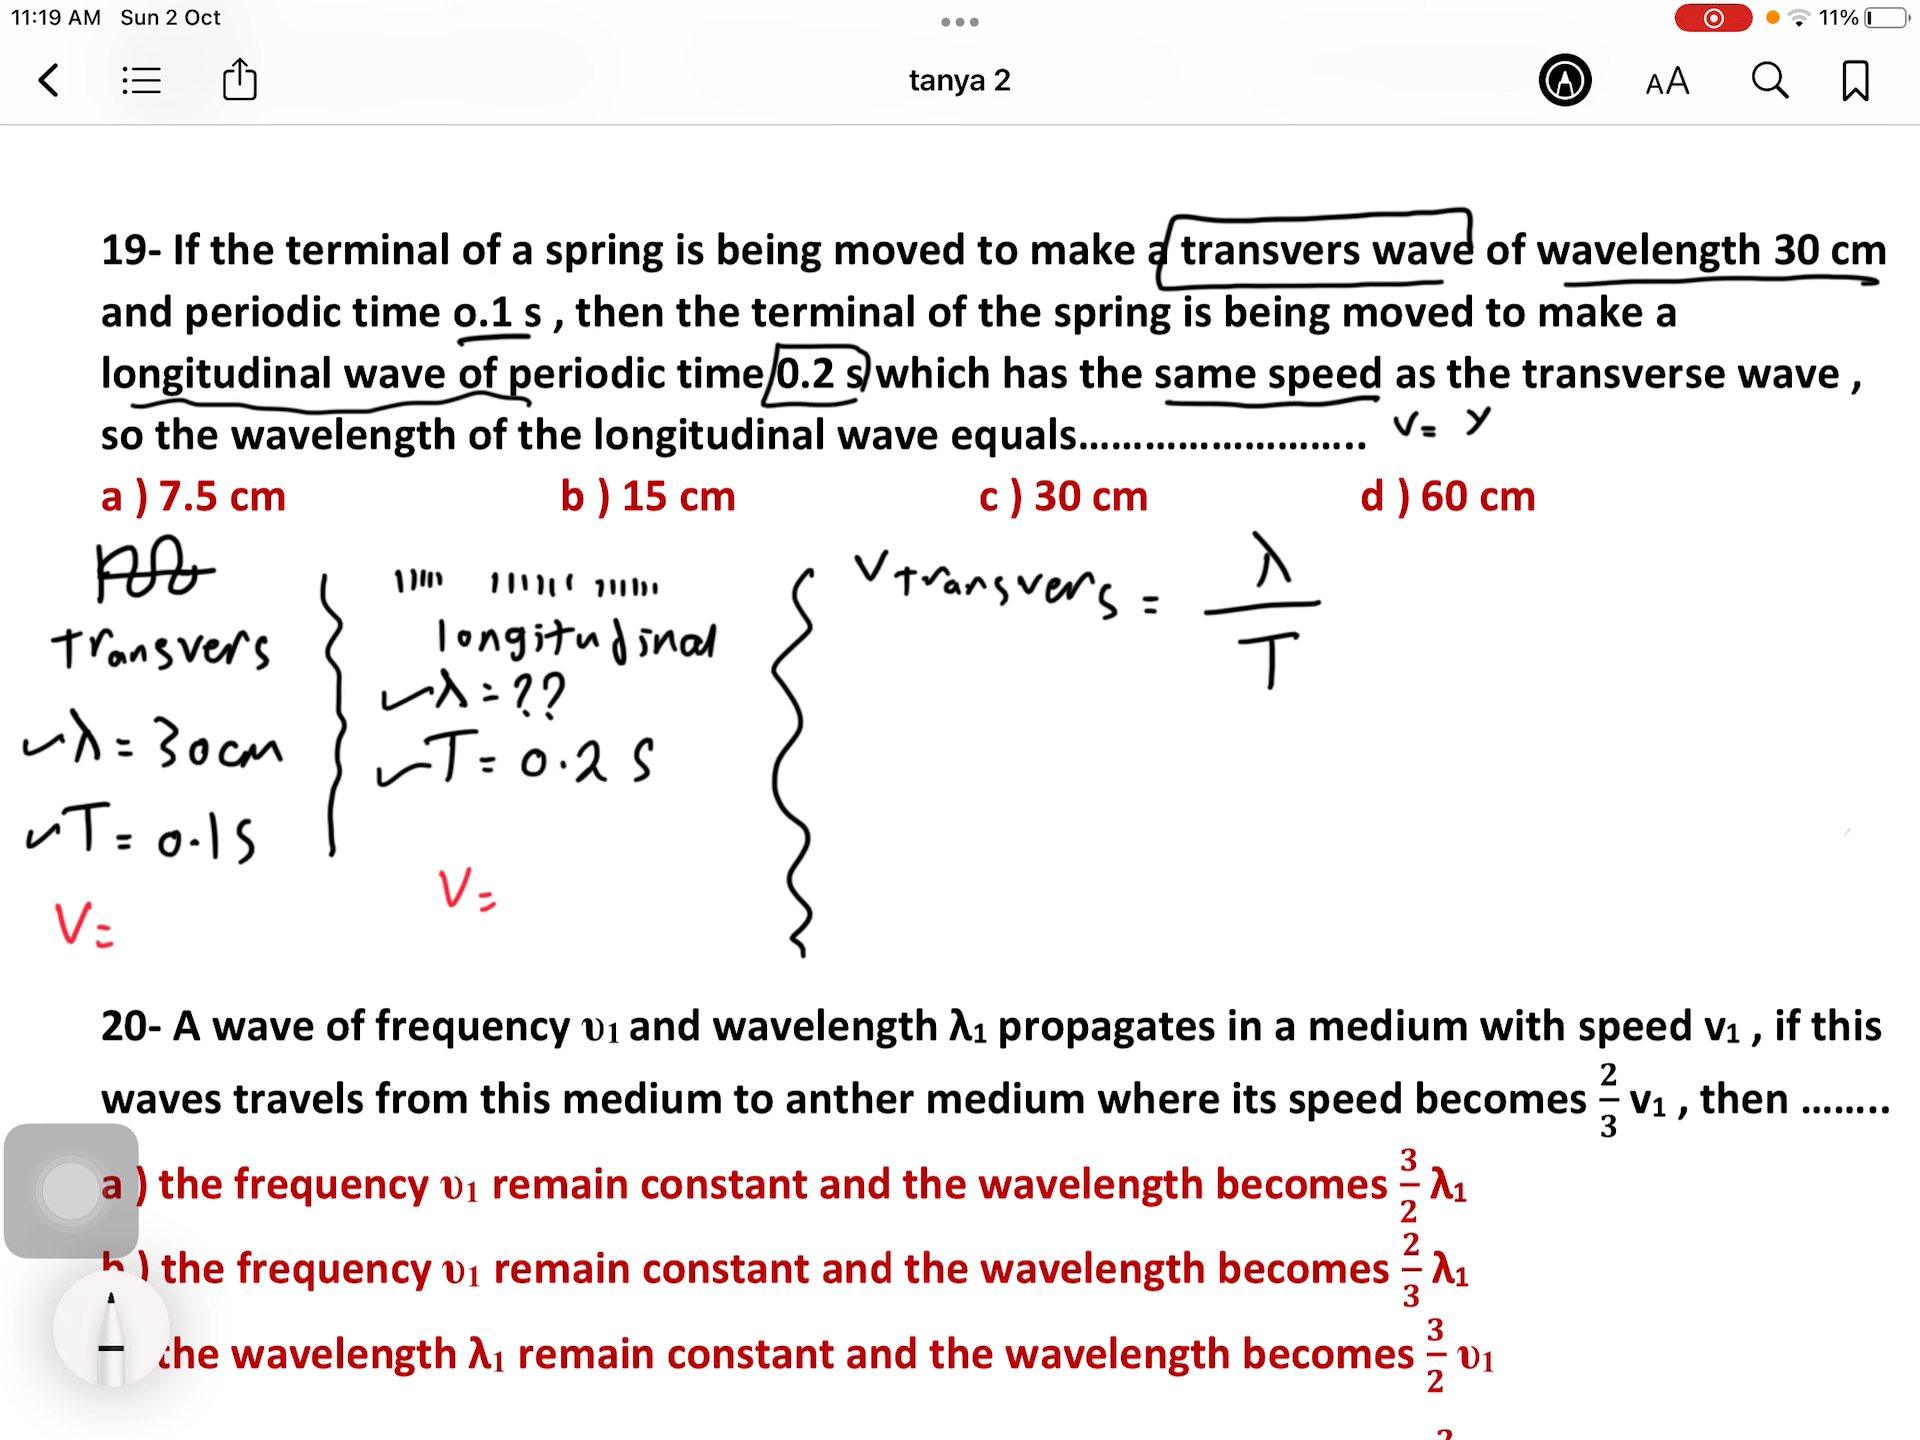 11:19 AM Sun 2 Oct
11%
tanya 2
AA
19- If the terminal of a spring is being moved to make a transvers wave of wavelength 30 cm
and periodic time o.1 s , then the terminal of the spring is being moved to make a
longitudinal wave of periodic time 0.2 s which has the same speed as the transverse wave ,
so the wavelength of the longitudinal wave equals..........................
V= y
a ) 7.5 cm b ) 15 cm c ) 30 cm d ) 60 cm
transvers
λ = 30cm
T = 0.1s
V=
longitudinal
λ = ??
T = 0.2 s
V=
V transvers = λ/T
20- A wave of frequency υ₁ and wavelength λ₁ propagates in a medium with speed v₁ , if this
waves travels from this medium to anther medium where its speed becomes 2/3 v₁ , then ........
a ) the frequency υ₁ remain constant and the wavelength becomes 3/2 λ₁
b ) the frequency υ₁ remain constant and the wavelength becomes 2/3 λ₁
the wavelength λ₁ remain constant and the wavelength becomes 3/2 υ₁